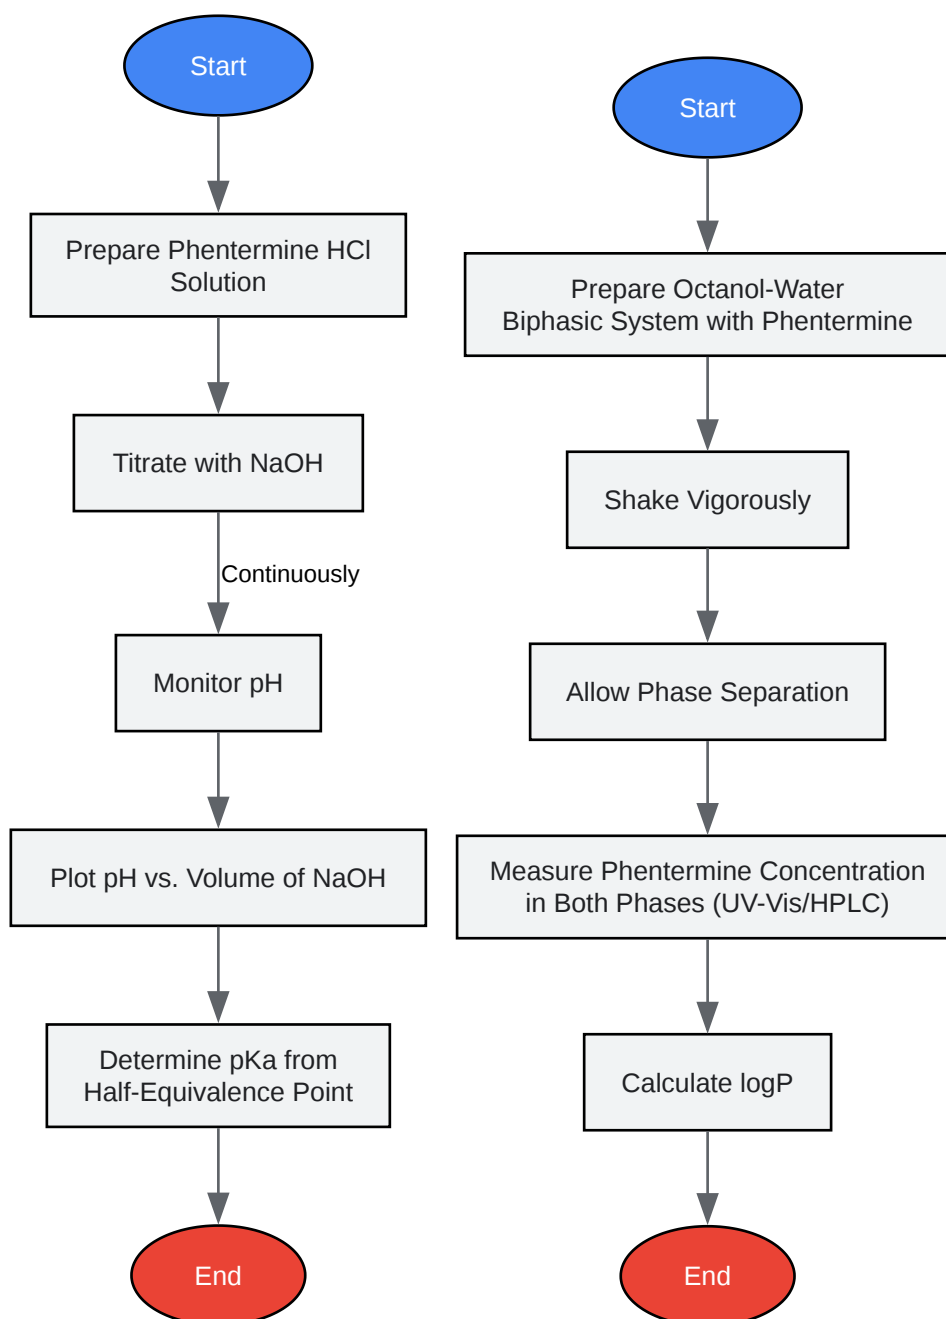 Start
Prepare Phentermine HCl
Solution
Titrate with NaOH
Continuously
Monitor pH
Plot pH vs. Volume of NaOH
Determine pKa from
Half-Equivalence Point
End
Start
Prepare Octanol-Water
Biphasic System with Phentermine
Shake Vigorously
Allow Phase Separation
Measure Phentermine Concentration
in Both Phases (UV-Vis/HPLC)
Calculate logP
End